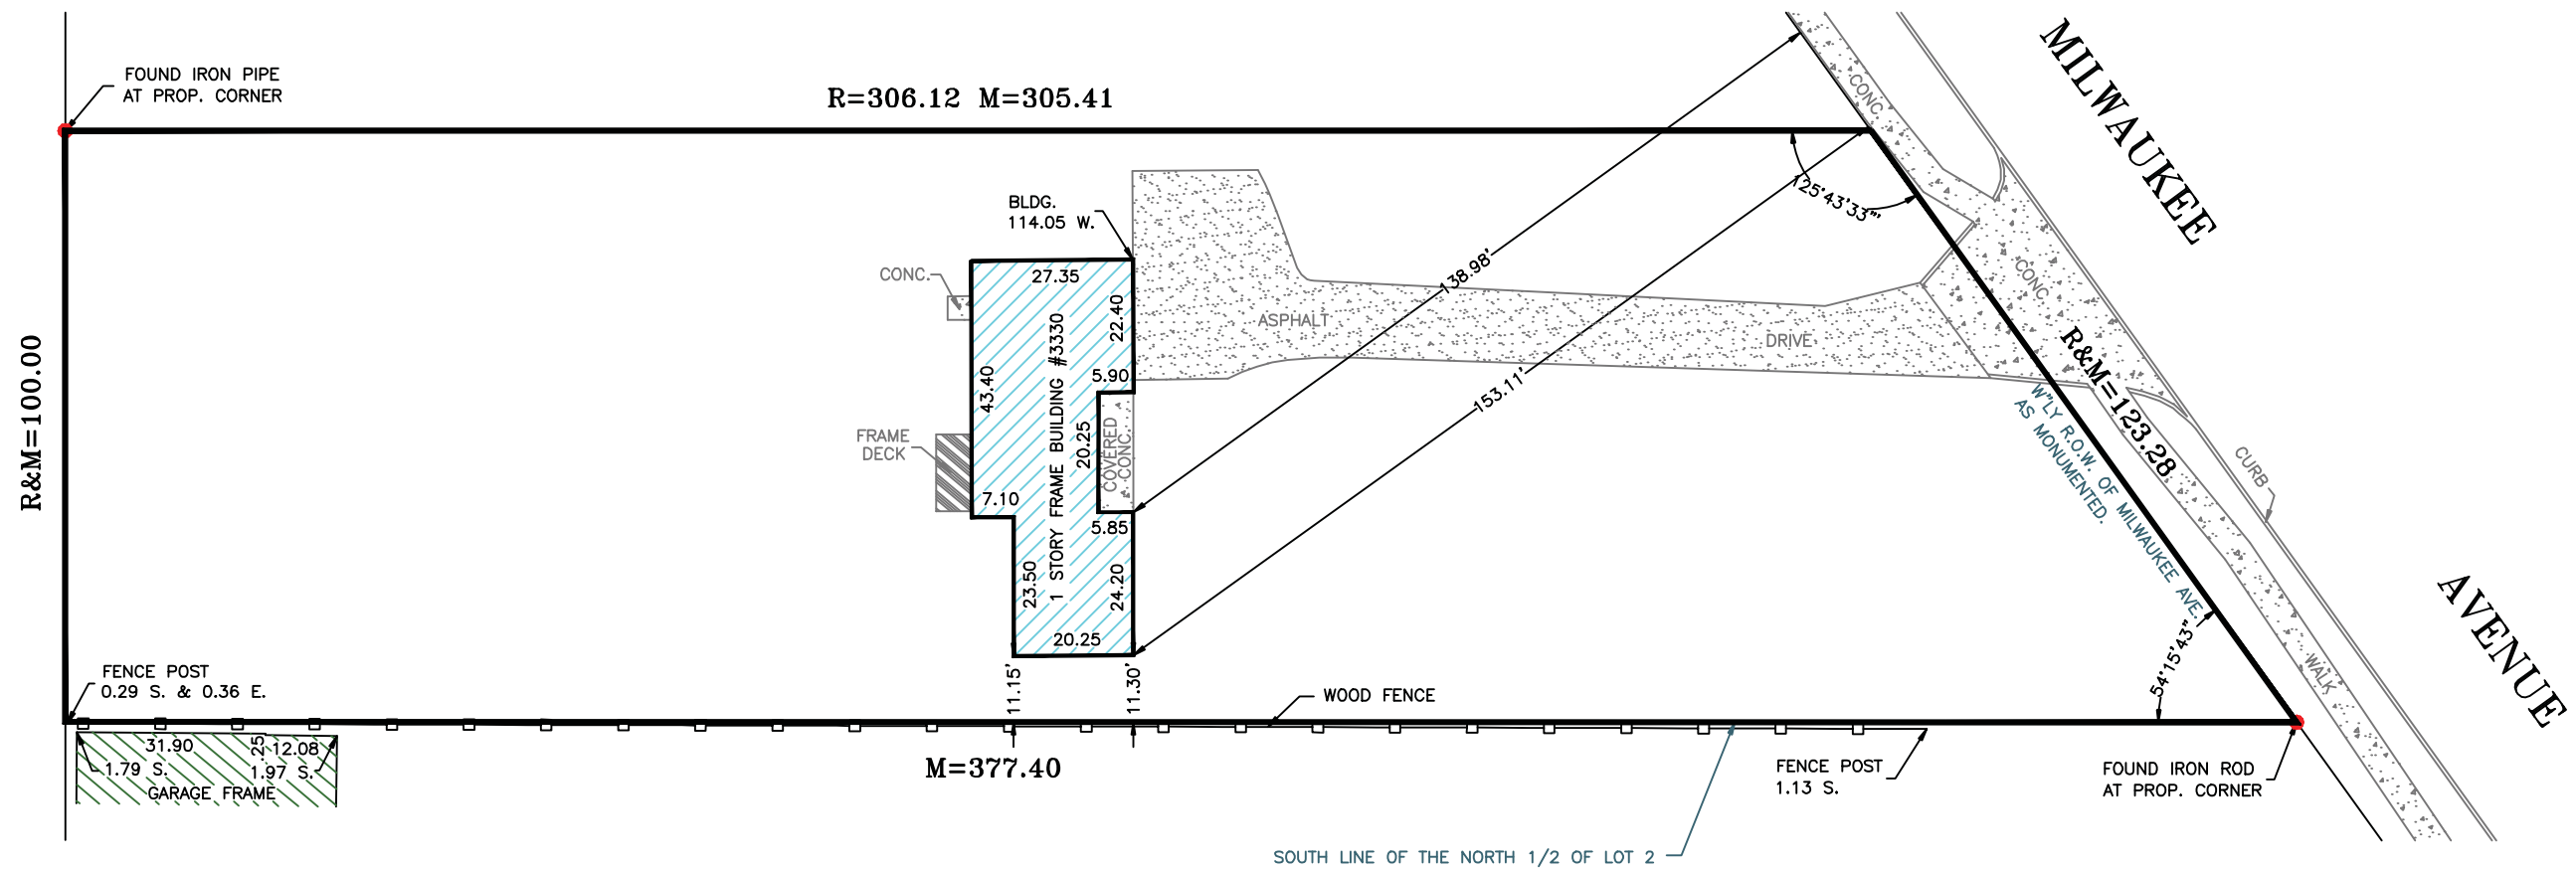 MILWAUKEE
FOUND IRON PIPE
AT PROP. CORNER
R=306.12 M=305.41
CONC.
125°43'33"'
BLDG.
114.05 W.
CONC.
27.35
22.40
5.90
43.40
1 STORY FRAME BUILDING #3330
20.25
COVERED
CONC.
7.10
5.85
23.50
24.20
20.25
FRAME
DECK
ASPHALT
DRIVE
138.98'
153.11'
CONC.
R&M=123.28
W"LY R.O.W. OF MILWAUKEE AVE.
AS MONUMENTED.
CURB
AVENUE
WALK
54°15'43"
R&M=100.00
FENCE POST
0.29 S. & 0.36 E.
11.15'
11.30'
WOOD FENCE
31.90
.25
12.08
1.79 S.
1.97 S.
GARAGE FRAME
M=377.40
FENCE POST
1.13 S.
FOUND IRON ROD
AT PROP. CORNER
SOUTH LINE OF THE NORTH 1/2 OF LOT 2